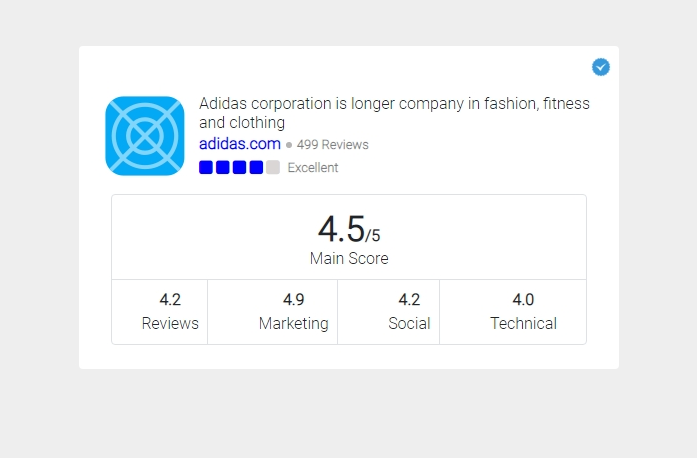 Adidas corporation is longer company in fashion, fitness
and clothing
adidas.com 499 Reviews
Excellent
4.5/5
Main Score
4.2 4.9 4.2 4.0
Reviews Marketing Social Technical